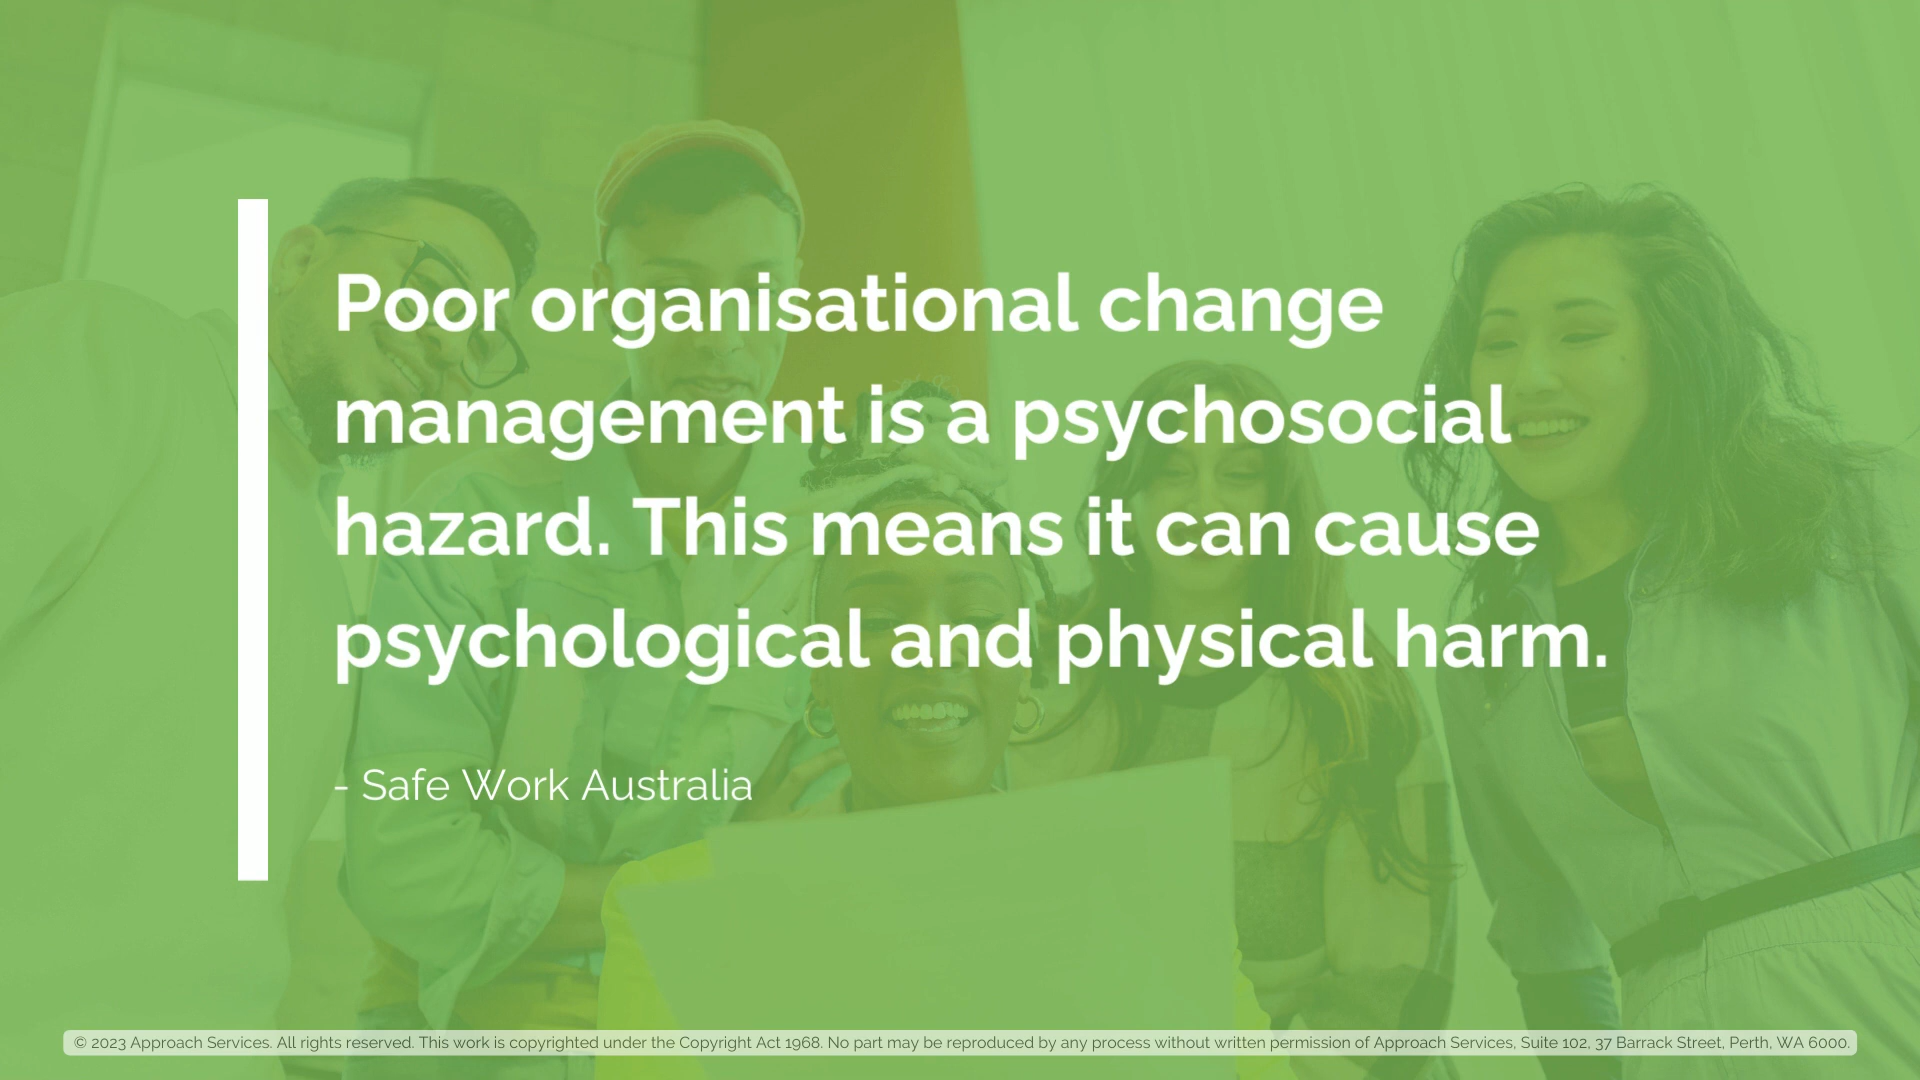 Poor organisational change
management is a psychosocial
hazard. This means it can cause
psychological and physical harm.
- Safe Work Australia
© 2023 Approach Services. All rights reserved. This work is copyrighted under the Copyright Act 1968. No part may be reproduced by any process without written permission of Approach Services, Suite 102, 37 Barrack Street, Perth, WA 6000.